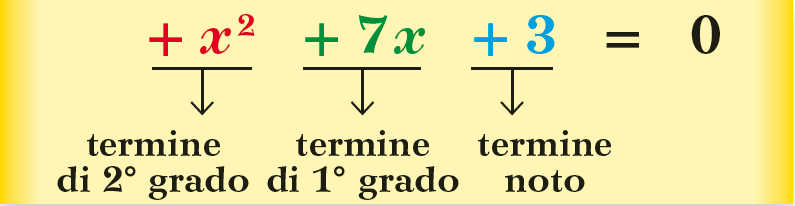 + x² + 7x + 3 = 0
termine termine termine
di 2° grado di 1° grado noto